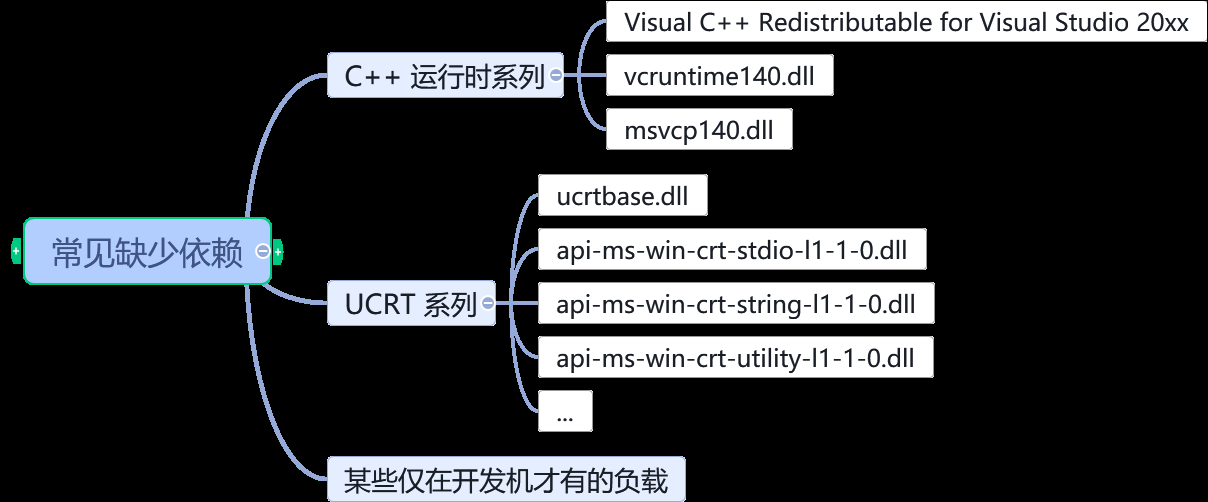 常见缺少依赖
C++ 运行时系列
Visual C++ Redistributable for Visual Studio 20xx
vcruntime140.dll
msvcp140.dll
UCRT 系列
ucrtbase.dll
api-ms-win-crt-stdio-l1-1-0.dll
api-ms-win-crt-string-l1-1-0.dll
api-ms-win-crt-utility-l1-1-0.dll
...
某些仅在开发机才有的负载